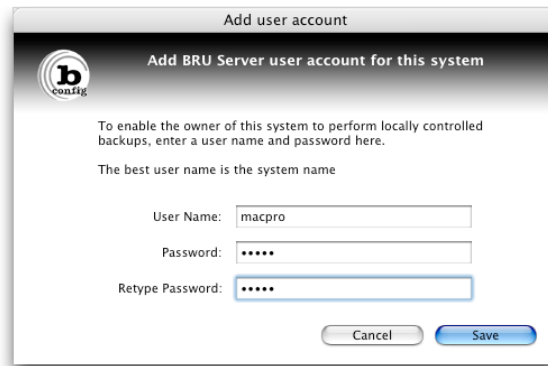 Add user account
b
config
Add BRU Server user account for this system
To enable the owner of this system to perform locally controlled
backups, enter a user name and password here.
The best user name is the system name
User Name: macpro
Password: •••••
Retype Password: •••••
Cancel Save